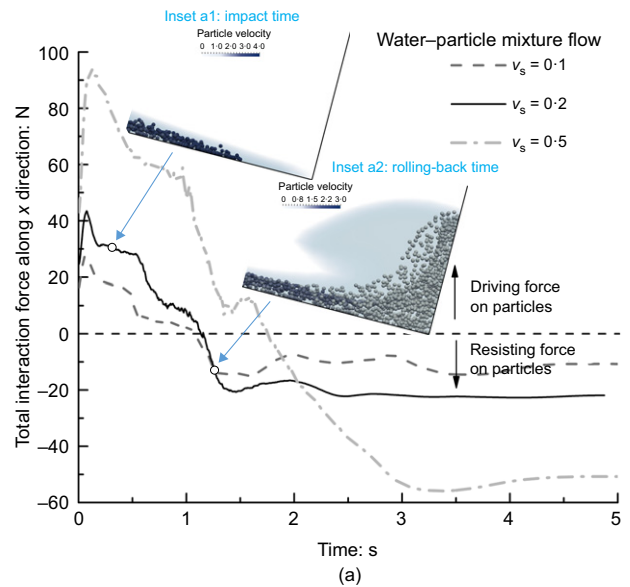 Inset a1: impact time
Particle velocity
0 1·0 2·0 3·0 4·0
Water–particle mixture flow
vs = 0·1
vs = 0·2
vs = 0·5
Inset a2: rolling-back time
Particle velocity
0 0·8 1·5 2·2 3·0
Driving force
on particles
Resisting force
on particles
Total interaction force along x direction: N
100
80
60
40
20
0
–20
–40
–60
0 1 2 3 4 5
Time: s
(a)